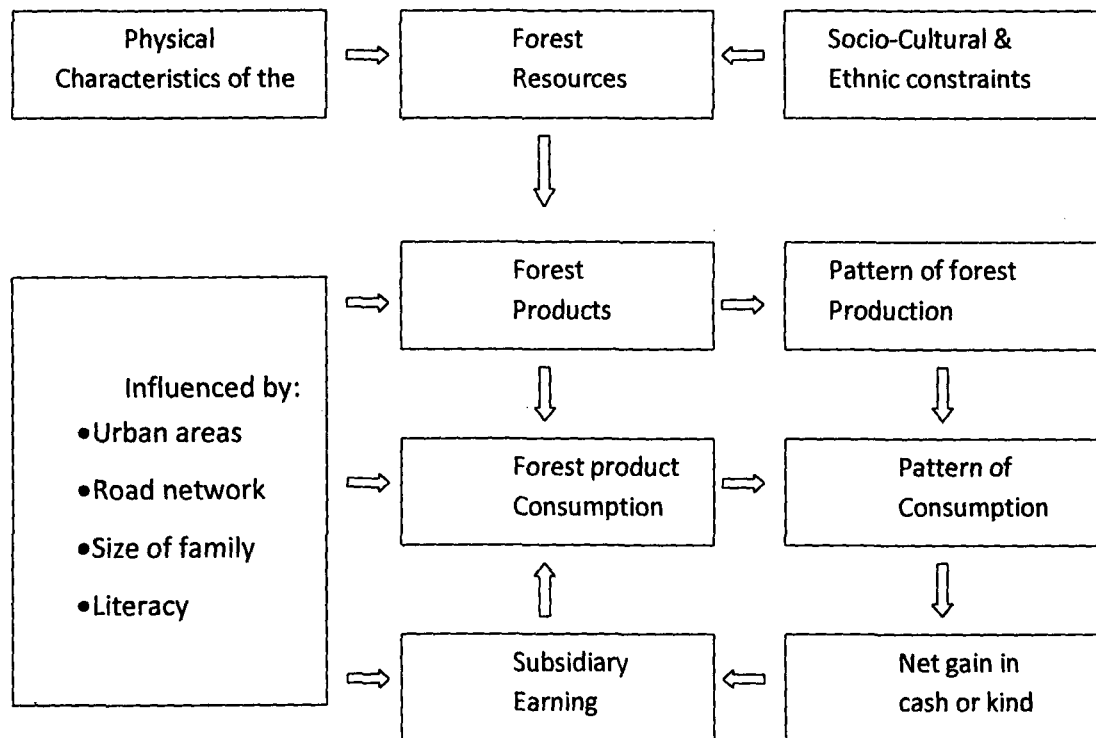 Physical
Characteristics of the
Forest
Resources
Socio-Cultural &
Ethnic constraints
Forest
Products
Pattern of forest
Production
Influenced by:
•Urban areas
•Road network
•Size of family
•Literacy
Forest product
Consumption
Pattern of
Consumption
Subsidiary
Earning
Net gain in
cash or kind